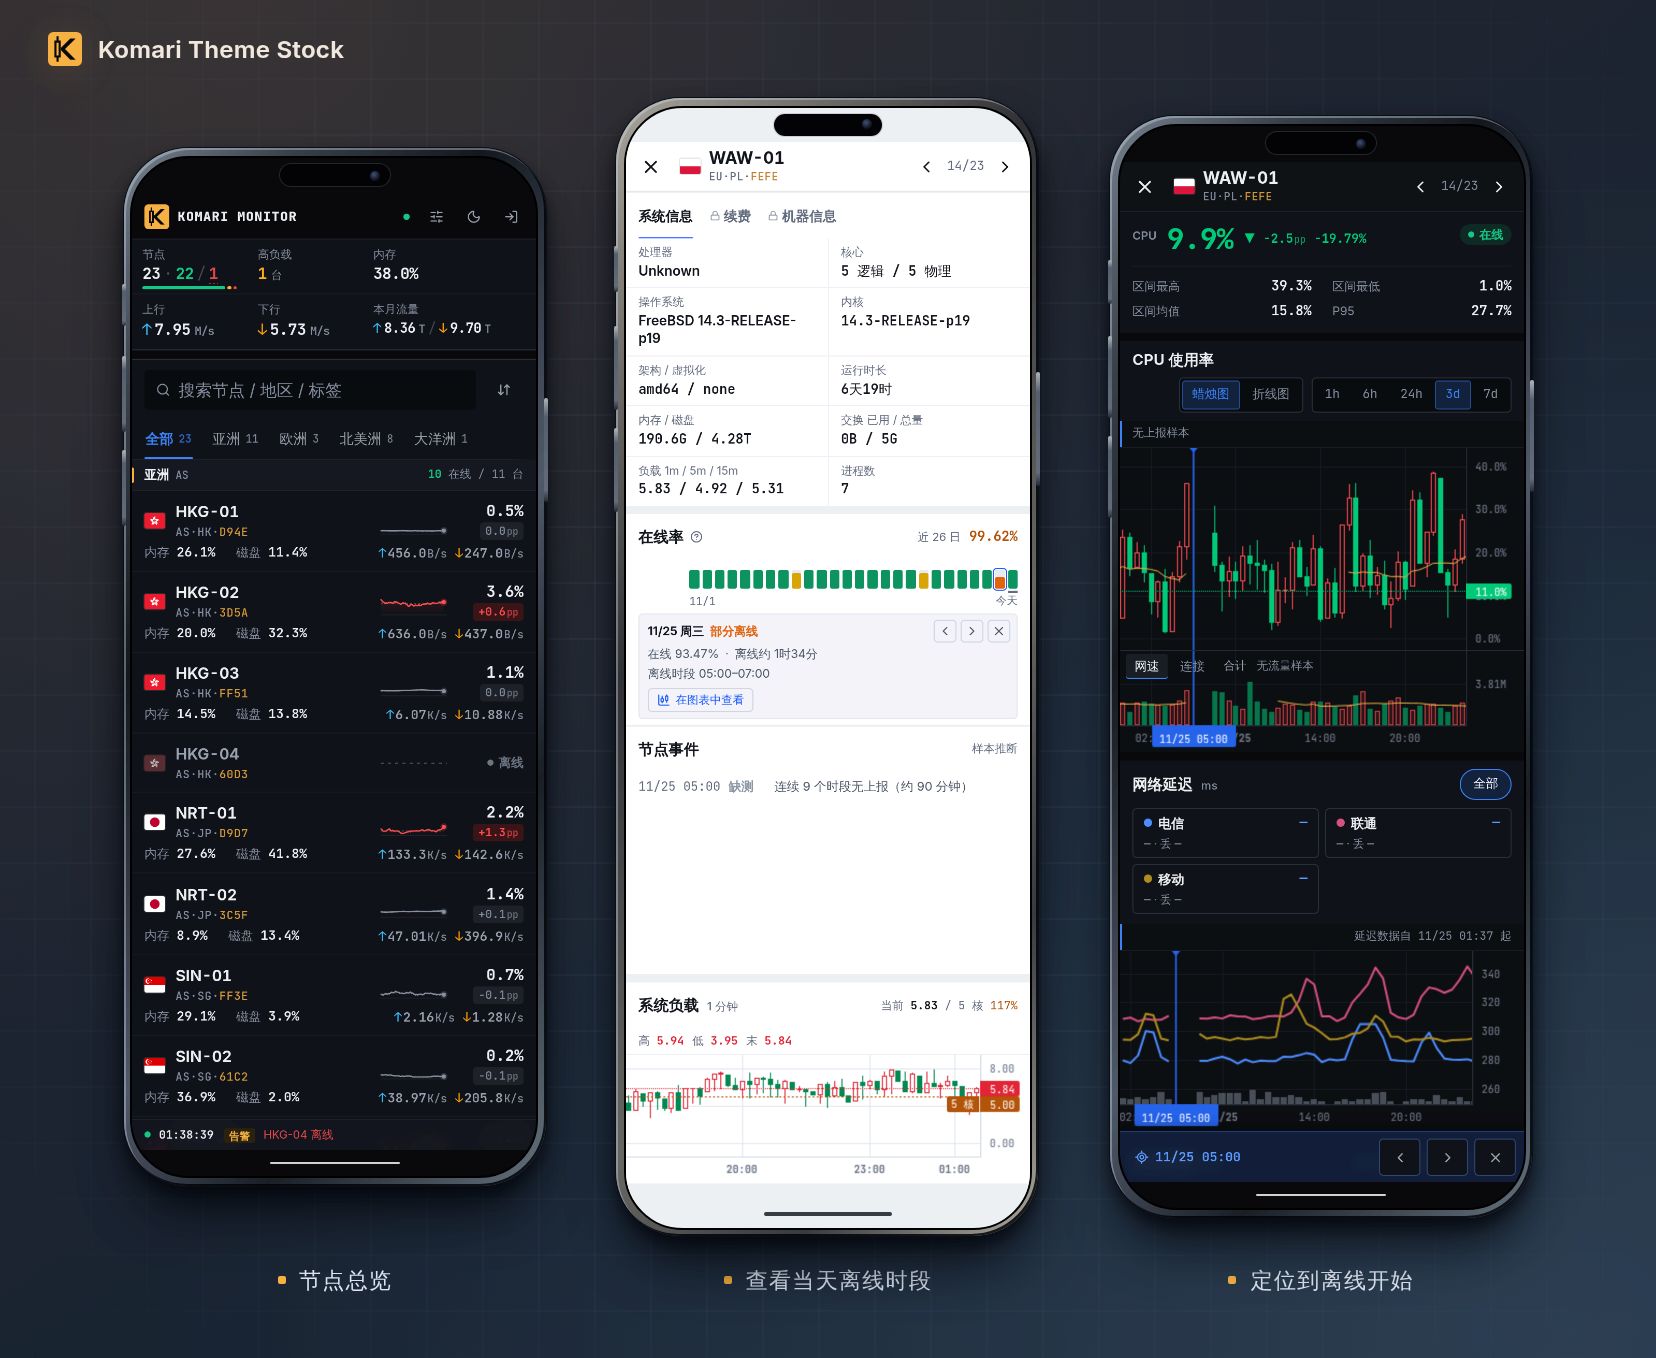 Komari Theme Stock
KOMARI MONITOR
节点 高负载 内存
23 · 22 / 1 1 台 38.0%
上行 下行 本月流量
↑7.95 M/s ↓5.73 M/s ↑8.36 T / ↓9.70 T
搜索节点 / 地区 / 标签
全部 23 亚洲 11 欧洲 3 北美洲 8 大洋洲 1
亚洲 AS 10 在线 / 11 台
HKG-01 0.5%
AS·HK·D94E 0.0pp
内存 26.1% 磁盘 11.4% ↑456.0B/s ↓247.0B/s
HKG-02 3.6%
AS·HK·3D5A +0.6pp
内存 20.0% 磁盘 32.3% ↑636.0B/s ↓437.0B/s
HKG-03 1.1%
AS·HK·FF51 0.0pp
内存 14.5% 磁盘 13.8% ↑6.07K/s ↓10.88K/s
HKG-04 离线
AS·HK·60D3
NRT-01 2.2%
AS·JP·D9D7 +1.3pp
内存 27.6% 磁盘 41.8% ↑133.3K/s ↓142.6K/s
NRT-02 1.4%
AS·JP·3C5F +0.1pp
内存 8.9% 磁盘 13.4% ↑47.01K/s ↓396.9K/s
SIN-01 0.7%
AS·SG·FF3E -0.1pp
内存 29.1% 磁盘 3.9% ↑2.16K/s ↓1.28K/s
SIN-02 0.2%
AS·SG·61C2 -0.1pp
内存 36.9% 磁盘 2.0% ↑38.97K/s ↓205.8K/s
01:38:39 告警 HKG-04 离线
节点总览
WAW-01 14/23
EU·PL·FEFE
系统信息 续费 机器信息
处理器 核心
Unknown 5 逻辑 / 5 物理
操作系统 内核
FreeBSD 14.3-RELEASE- 14.3-RELEASE-p19
p19
架构 / 虚拟化 运行时长
amd64 / none 6天19时
内存 / 磁盘 交换 已用 / 总量
190.6G / 4.28T 0B / 5G
负载 1m / 5m / 15m 进程数
5.83 / 4.92 / 5.31 7
在线率 近 26 日 99.62%
11/1 今天
11/25 周三 部分离线
在线 93.47% · 离线约 1时34分
离线时段 05:00–07:00
在图表中查看
节点事件 样本推断
11/25 05:00 缺测 连续 9 个时段无上报（约 90 分钟）
系统负载 1 分钟 当前 5.83 / 5 核 117%
高 5.94 低 3.95 末 5.84
8.00
5.84
5 核 5.00
0.00
20:00 23:00 01:00
查看当天离线时段
WAW-01 14/23
EU·PL·FEFE
CPU 9.9% ▼ -2.5pp -19.79% 在线
区间最高 39.3% 区间最低 1.0%
区间均值 15.8% P95 27.7%
CPU 使用率
蜡烛图 折线图 1h 6h 24h 3d 7d
无上报样本
40.0%
30.0%
20.0%
11.0%
0.0%
网速 连接 合计 无流量样本
3.81M
02: 11/25 05:00 /25 14:00 20:00
网络延迟 ms 全部
电信 – 联通 –
– · 丢 – – · 丢 –
移动 –
– · 丢 –
延迟数据自 11/25 01:37 起
340
320
300
280
260
02 11/25 05:00 /25 14:00 20:00
11/25 05:00
定位到离线开始